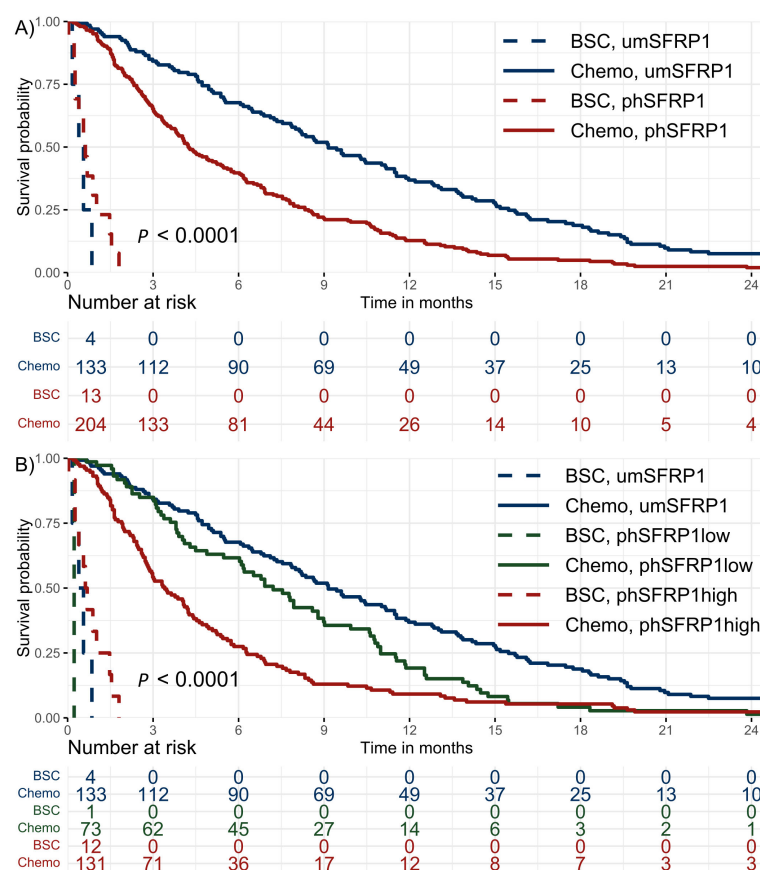 A)
1.00
0.75
0.50
0.25
0.00
Survival probability
BSC, umSFRP1
Chemo, umSFRP1
BSC, phSFRP1
Chemo, phSFRP1
P < 0.0001
0 3 6 9 12 15 18 21 24
Number at risk
Time in months
BSC 4 0 0 0 0 0 0 0 0
Chemo 133 112 90 69 49 37 25 13 10
BSC 13 0 0 0 0 0 0 0 0
Chemo 204 133 81 44 26 14 10 5 4
B)
1.00
0.75
0.50
0.25
0.00
Survival probability
BSC, umSFRP1
Chemo, umSFRP1
BSC, phSFRP1low
Chemo, phSFRP1low
BSC, phSFRP1high
Chemo, phSFRP1high
P < 0.0001
0 3 6 9 12 15 18 21 24
Number at risk
Time in months
BSC 4 0 0 0 0 0 0 0 0
Chemo 133 112 90 69 49 37 25 13 10
BSC 1 0 0 0 0 0 0 0 0
Chemo 73 62 45 27 14 6 3 2 1
BSC 12 0 0 0 0 0 0 0 0
Chemo 131 71 36 17 12 8 7 3 3